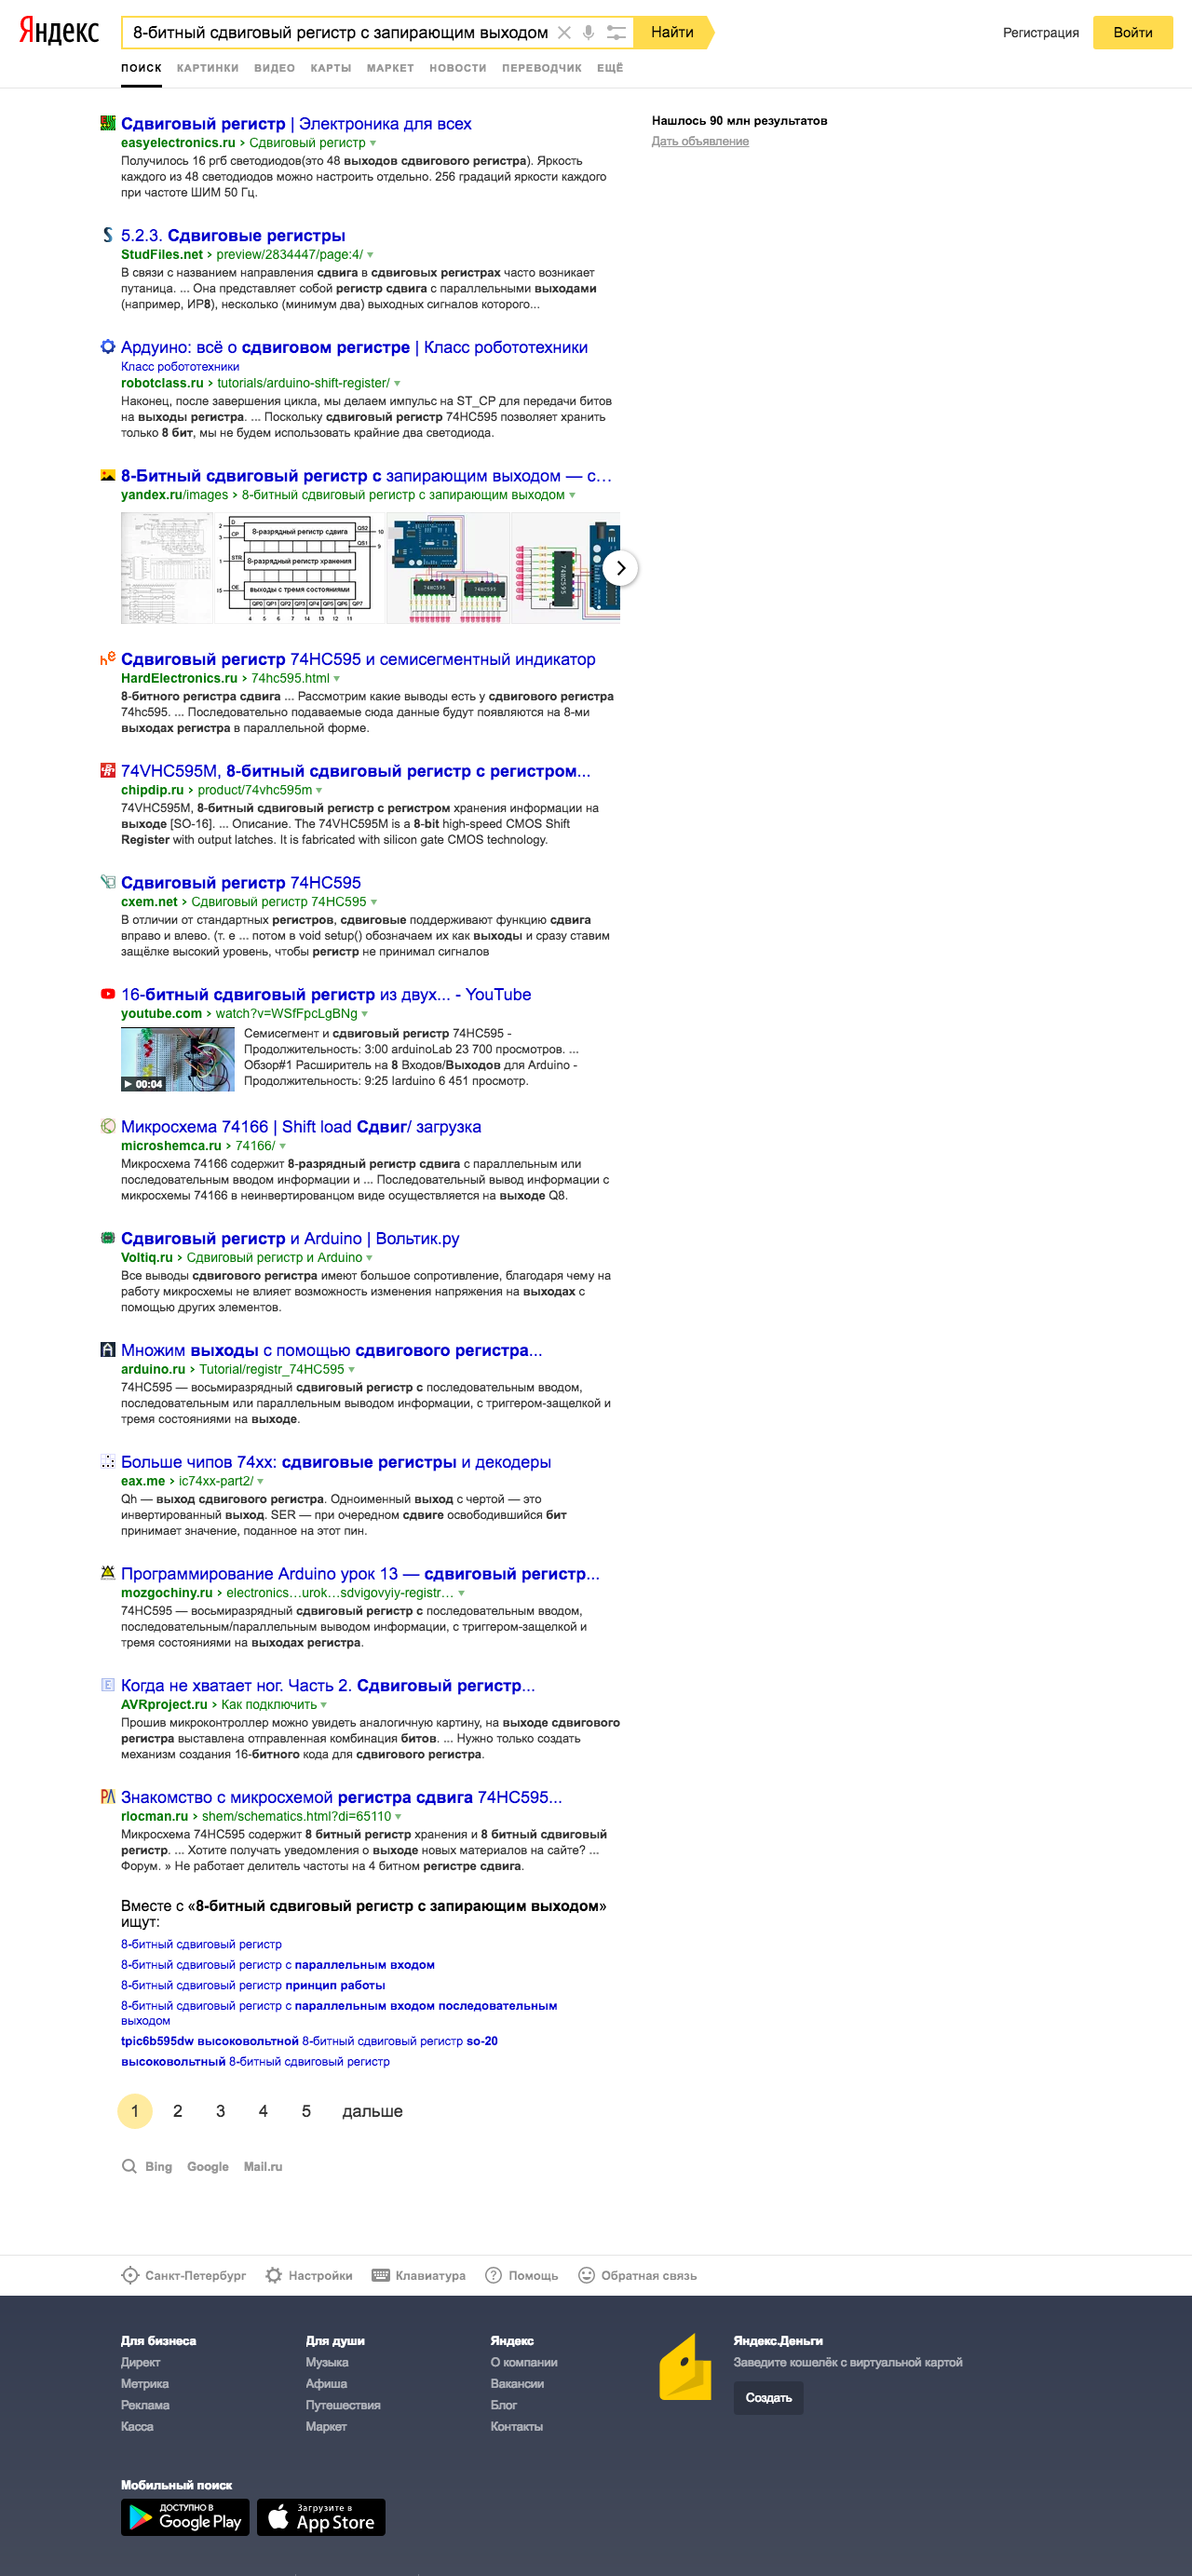 Яндекс
8-битный сдвиговый регистр с запирающим выходом
Найти
Регистрация
Войти
ПОИСК КАРТИНКИ ВИДЕО КАРТЫ МАРКЕТ НОВОСТИ ПЕРЕВОДЧИК ЕЩЁ
Сдвиговый регистр | Электроника для всех
easyelectronics.ru › Сдвиговый регистр
Получилось 16 ргб светодиодов(это 48 выходов сдвигового регистра). Яркость
каждого из 48 светодиодов можно настроить отдельно. 256 градаций яркости каждого
при частоте ШИМ 50 Гц.
Нашлось 90 млн результатов
Дать объявление
5.2.3. Сдвиговые регистры
StudFiles.net › preview/2834447/page:4/
В связи с названием направления сдвига в сдвиговых регистрах часто возникает
путаница. ... Она представляет собой регистр сдвига с параллельными выходами
(например, ИР8), несколько (минимум два) выходных сигналов которого...
Ардуино: всё о сдвиговом регистре | Класс робототехники
Класс робототехники
robotclass.ru › tutorials/arduino-shift-register/
Наконец, после завершения цикла, мы делаем импульс на ST_CP для передачи битов
на выходы регистра. ... Поскольку сдвиговый регистр 74HC595 позволяет хранить
только 8 бит, мы не будем использовать крайние два светодиода.
8-Битный сдвиговый регистр с запирающим выходом — с...
yandex.ru/images › 8-битный сдвиговый регистр с запирающим выходом
8-разрядный регистр сдвига
8-разрядный регистр хранения
выходы с тремя состояниями
QP0 QP1 QP2 QP3 QP4 QP5 QP6 QP7
4 5 6 7 14 13 12 11
74HC595
74HC595
74HC595
Сдвиговый регистр 74HC595 и семисегментный индикатор
HardElectronics.ru › 74hc595.html
8-битного регистра сдвига ... Рассмотрим какие выводы есть у сдвигового регистра
74hc595. ... Последовательно подаваемые сюда данные будут появляются на 8-ми
выходах регистра в параллельной форме.
74VHC595M, 8-битный сдвиговый регистр с регистром...
chipdip.ru › product/74vhc595m
74VHC595M, 8-битный сдвиговый регистр с регистром хранения информации на
выходе [SO-16]. ... Описание. The 74VHC595M is a 8-bit high-speed CMOS Shift
Register with output latches. It is fabricated with silicon gate CMOS technology.
Сдвиговый регистр 74HC595
cxem.net › Сдвиговый регистр 74HC595
В отличии от стандартных регистров, сдвиговые поддерживают функцию сдвига
вправо и влево. (т. е ... потом в void setup() обозначаем их как выходы и сразу ставим
защёлке высокий уровень, чтобы регистр не принимал сигналов
16-битный сдвиговый регистр из двух... - YouTube
youtube.com › watch?v=WSfFpcLgBNg
00:04
Семисегмент и сдвиговый регистр 74HC595 -
Продолжительность: 3:00 arduinoLab 23 700 просмотров. ...
Обзор#1 Расширитель на 8 Входов/Выходов для Arduino -
Продолжительность: 9:25 Iarduino 6 451 просмотр.
Микросхема 74166 | Shift load Сдвиг/ загрузка
microshemca.ru › 74166/
Микросхема 74166 содержит 8-разрядный регистр сдвига с параллельным или
последовательным вводом информации и ... Последовательный вывод информации с
микросхемы 74166 в неинвертированцом виде осуществляется на выходе Q8.
Сдвиговый регистр и Arduino | Вольтик.ру
Voltiq.ru › Сдвиговый регистр и Arduino
Все выводы сдвигового регистра имеют большое сопротивление, благодаря чему на
работу микросхемы не влияет возможность изменения напряжения на выходах с
помощью других элементов.
Множим выходы с помощью сдвигового регистра...
arduino.ru › Tutorial/registr_74HC595
74HC595 — восьмиразрядный сдвиговый регистр с последовательным вводом,
последовательным или параллельным выводом информации, с триггером-защелкой и
тремя состояниями на выходе.
Больше чипов 74xx: сдвиговые регистры и декодеры
eax.me › ic74xx-part2/
Qh — выход сдвигового регистра. Одноименный выход с чертой — это
инвертированный выход. SER — при очередном сдвиге освободившийся бит
принимает значение, поданное на этот пин.
Программирование Arduino урок 13 — сдвиговый регистр...
mozgochiny.ru › electronics…urok…sdvigovyiy-registr…
74HC595 — восьмиразрядный сдвиговый регистр с последовательным вводом,
последовательным/параллельным выводом информации, с триггером-защелкой и
тремя состояниями на выходах регистра.
Когда не хватает ног. Часть 2. Сдвиговый регистр...
AVRproject.ru › Как подключить
Прошив микроконтроллер можно увидеть аналогичную картину, на выходе сдвигового
регистра выставлена отправленная комбинация битов. ... Нужно только создать
механизм создания 16-битного кода для сдвигового регистра.
Знакомство с микросхемой регистра сдвига 74HC595...
rlocman.ru › shem/schematics.html?di=65110
Микросхема 74HC595 содержит 8 битный регистр хранения и 8 битный сдвиговый
регистр. ... Хотите получать уведомления о выходе новых материалов на сайте? ...
Форум. » Не работает делитель частоты на 4 битном регистре сдвига.
Вместе с «8-битный сдвиговый регистр с запирающим выходом»
ищут:
8-битный сдвиговый регистр
8-битный сдвиговый регистр с параллельным входом
8-битный сдвиговый регистр принцип работы
8-битный сдвиговый регистр с параллельным входом последовательным
выходом
tpic6b595dw высоковольтной 8-битный сдвиговый регистр so-20
высоковольтный 8-битный сдвиговый регистр
1 2 3 4 5 дальше
Bing Google Mail.ru
Санкт-Петербург Настройки Клавиатура Помощь Обратная связь
Для бизнеса
Директ
Метрика
Реклама
Касса
Для души
Музыка
Афиша
Путешествия
Маркет
Яндекс
О компании
Вакансии
Блог
Контакты
Яндекс.Деньги
Заведите кошелёк с виртуальной картой
Создать
Мобильный поиск
ДОСТУПНО В
Google Play
Загрузите в
App Store